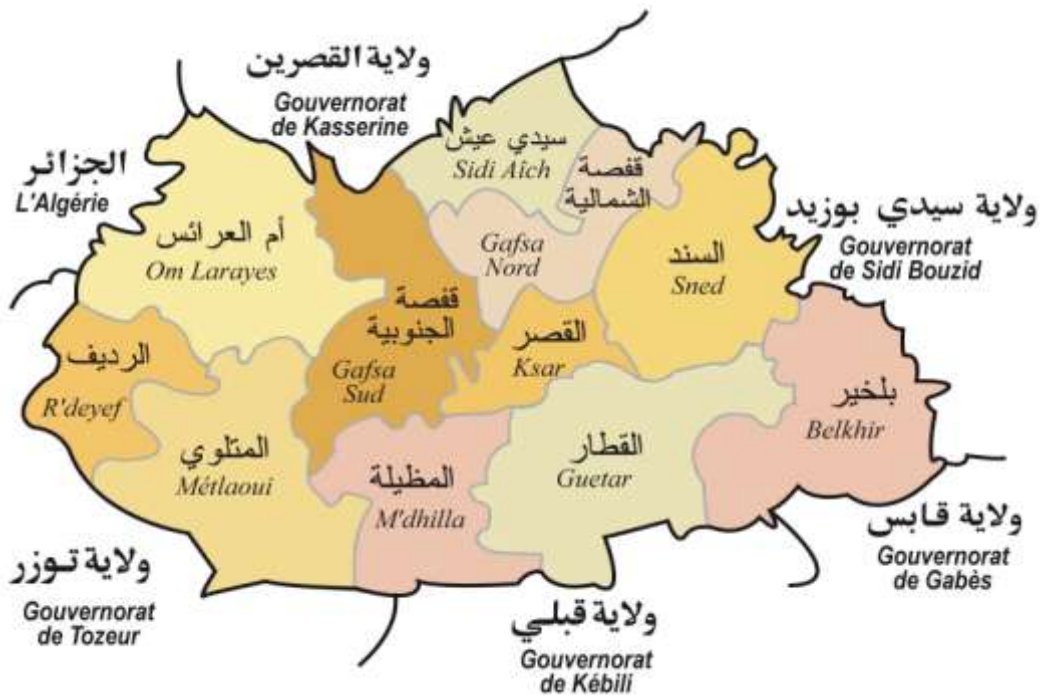 ولاية القصرين
Gouvernorat
de Kasserine
الجزائر
L'Algérie
سيدي عيش
Sidi Aîch
قفصة
الشمالية
Gafsa
Nord
ولاية سيدي بوزيد
Gouvernorat
de Sidi Bouzid
أم العرائس
Om Larayes
السند
Sned
قفصة
الجنوبية
Gafsa
Sud
القصر
Ksar
الرديف
R'deyef
بلخير
Belkhir
المتلوي
Métlaoui
المظيلة
M'dhilla
القطار
Guetar
ولاية قابس
Gouvernorat
de Gabès
ولاية توزر
Gouvernorat
de Tozeur
ولاية قبلي
Gouvernorat
de Kébili